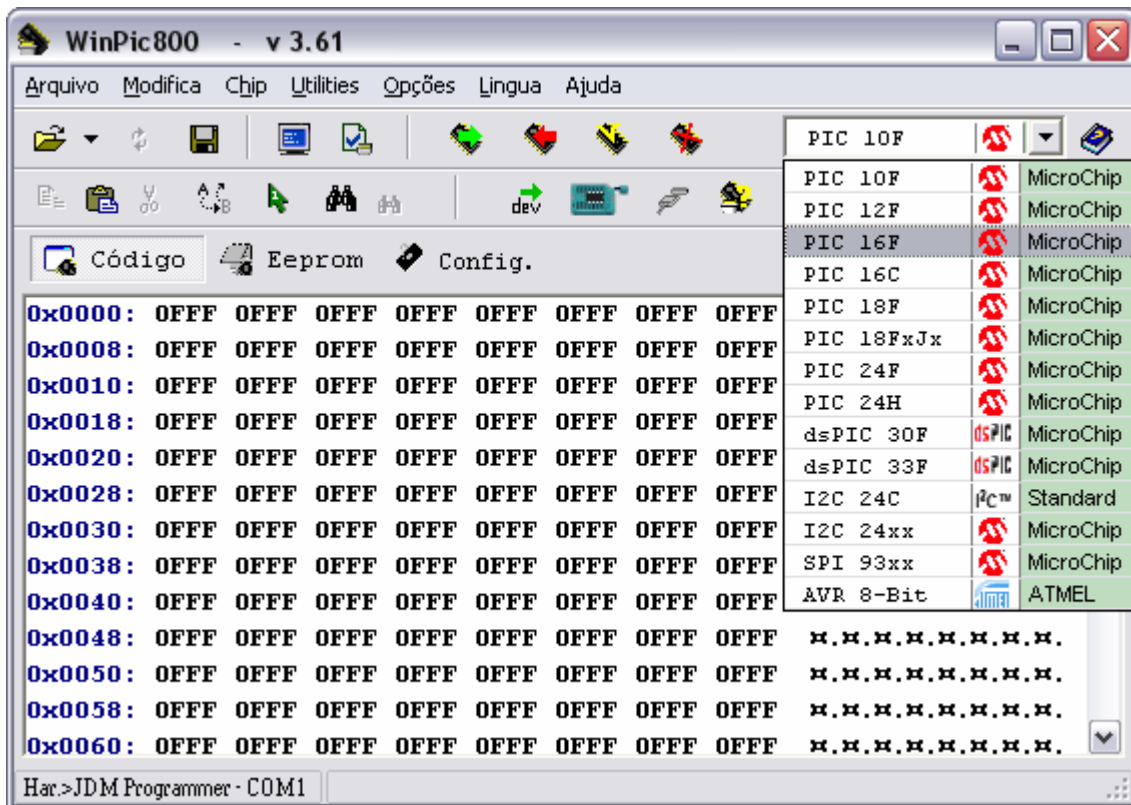 WinPic800 - v 3.61
Arquivo Modifica Chip Utilities Opções Lingua Ajuda
PIC 10F
A B
dev
PIC 10F MicroChip
PIC 12F MicroChip
PIC 16F MicroChip
PIC 16C MicroChip
PIC 18F MicroChip
PIC 18FxJx MicroChip
PIC 24F MicroChip
PIC 24H MicroChip
dsPIC 30F dsPIC MicroChip
dsPIC 33F dsPIC MicroChip
I2C 24C I²C™ Standard
I2C 24xx MicroChip
SPI 93xx MicroChip
AVR 8-Bit ATMEL ATMEL
Código Eeprom Config.
0x0000: 0FFF 0FFF 0FFF 0FFF 0FFF 0FFF 0FFF 0FFF
0x0008: 0FFF 0FFF 0FFF 0FFF 0FFF 0FFF 0FFF 0FFF
0x0010: 0FFF 0FFF 0FFF 0FFF 0FFF 0FFF 0FFF 0FFF
0x0018: 0FFF 0FFF 0FFF 0FFF 0FFF 0FFF 0FFF 0FFF
0x0020: 0FFF 0FFF 0FFF 0FFF 0FFF 0FFF 0FFF 0FFF
0x0028: 0FFF 0FFF 0FFF 0FFF 0FFF 0FFF 0FFF 0FFF
0x0030: 0FFF 0FFF 0FFF 0FFF 0FFF 0FFF 0FFF 0FFF
0x0038: 0FFF 0FFF 0FFF 0FFF 0FFF 0FFF 0FFF 0FFF
0x0040: 0FFF 0FFF 0FFF 0FFF 0FFF 0FFF 0FFF 0FFF
0x0048: 0FFF 0FFF 0FFF 0FFF 0FFF 0FFF 0FFF 0FFF ¤.¤.¤.¤.¤.¤.¤.¤.
0x0050: 0FFF 0FFF 0FFF 0FFF 0FFF 0FFF 0FFF 0FFF ¤.¤.¤.¤.¤.¤.¤.¤.
0x0058: 0FFF 0FFF 0FFF 0FFF 0FFF 0FFF 0FFF 0FFF ¤.¤.¤.¤.¤.¤.¤.¤.
0x0060: 0FFF 0FFF 0FFF 0FFF 0FFF 0FFF 0FFF 0FFF ¤.¤.¤.¤.¤.¤.¤.¤.
Har.>JDM Programmer - COM1